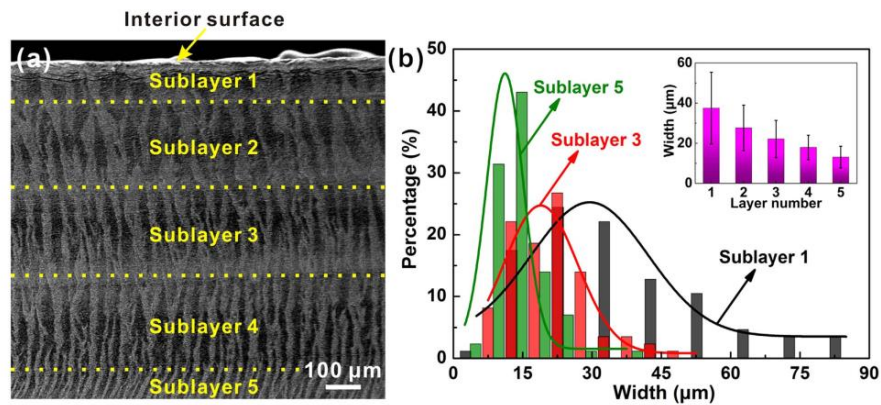 Interior surface
(a)
Sublayer 1
Sublayer 2
Sublayer 3
Sublayer 4
Sublayer 5
100 μm
(b)
50
40
30
20
10
0
Percentage (%)
0
15
30
45
60
75
90
Width (μm)
Sublayer 5
Sublayer 3
Sublayer 1
60
40
20
0
Width (μm)
1
2
3
4
5
Layer number